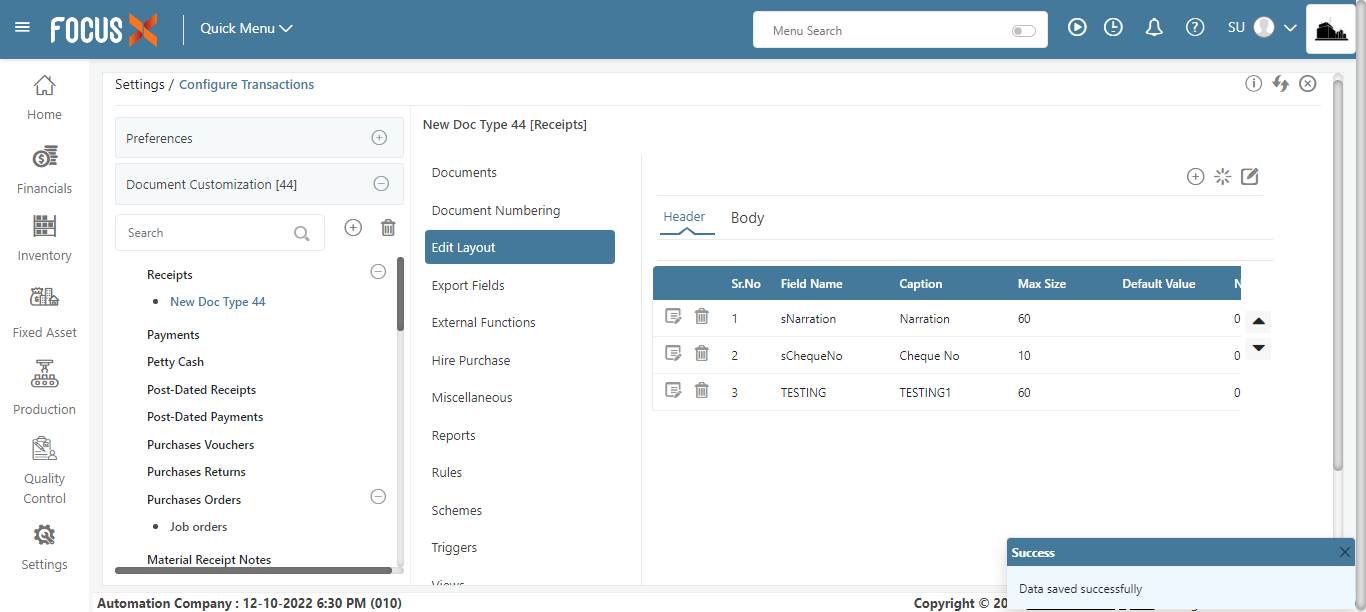 FOCUS X
Quick Menu
Menu Search
SU
Home
Financials
Inventory
Fixed Asset
Production
Quality
Control
Settings
Settings / Configure Transactions
Preferences
Document Customization [44]
Search
Receipts
New Doc Type 44
Payments
Petty Cash
Post-Dated Receipts
Post-Dated Payments
Purchases Vouchers
Purchases Returns
Purchases Orders
Job orders
Material Receipt Notes
New Doc Type 44 [Receipts]
Documents
Document Numbering
Edit Layout
Export Fields
External Functions
Hire Purchase
Miscellaneous
Reports
Rules
Schemes
Triggers
Views
Header Body
Sr.No Field Name Caption Max Size Default Value
1 sNarration Narration 60 0
2 sChequeNo Cheque No 10 0
3 TESTING TESTING1 60 0
Success
Data saved successfully
Automation Company : 12-10-2022 6:30 PM (010)
Copyright © 20